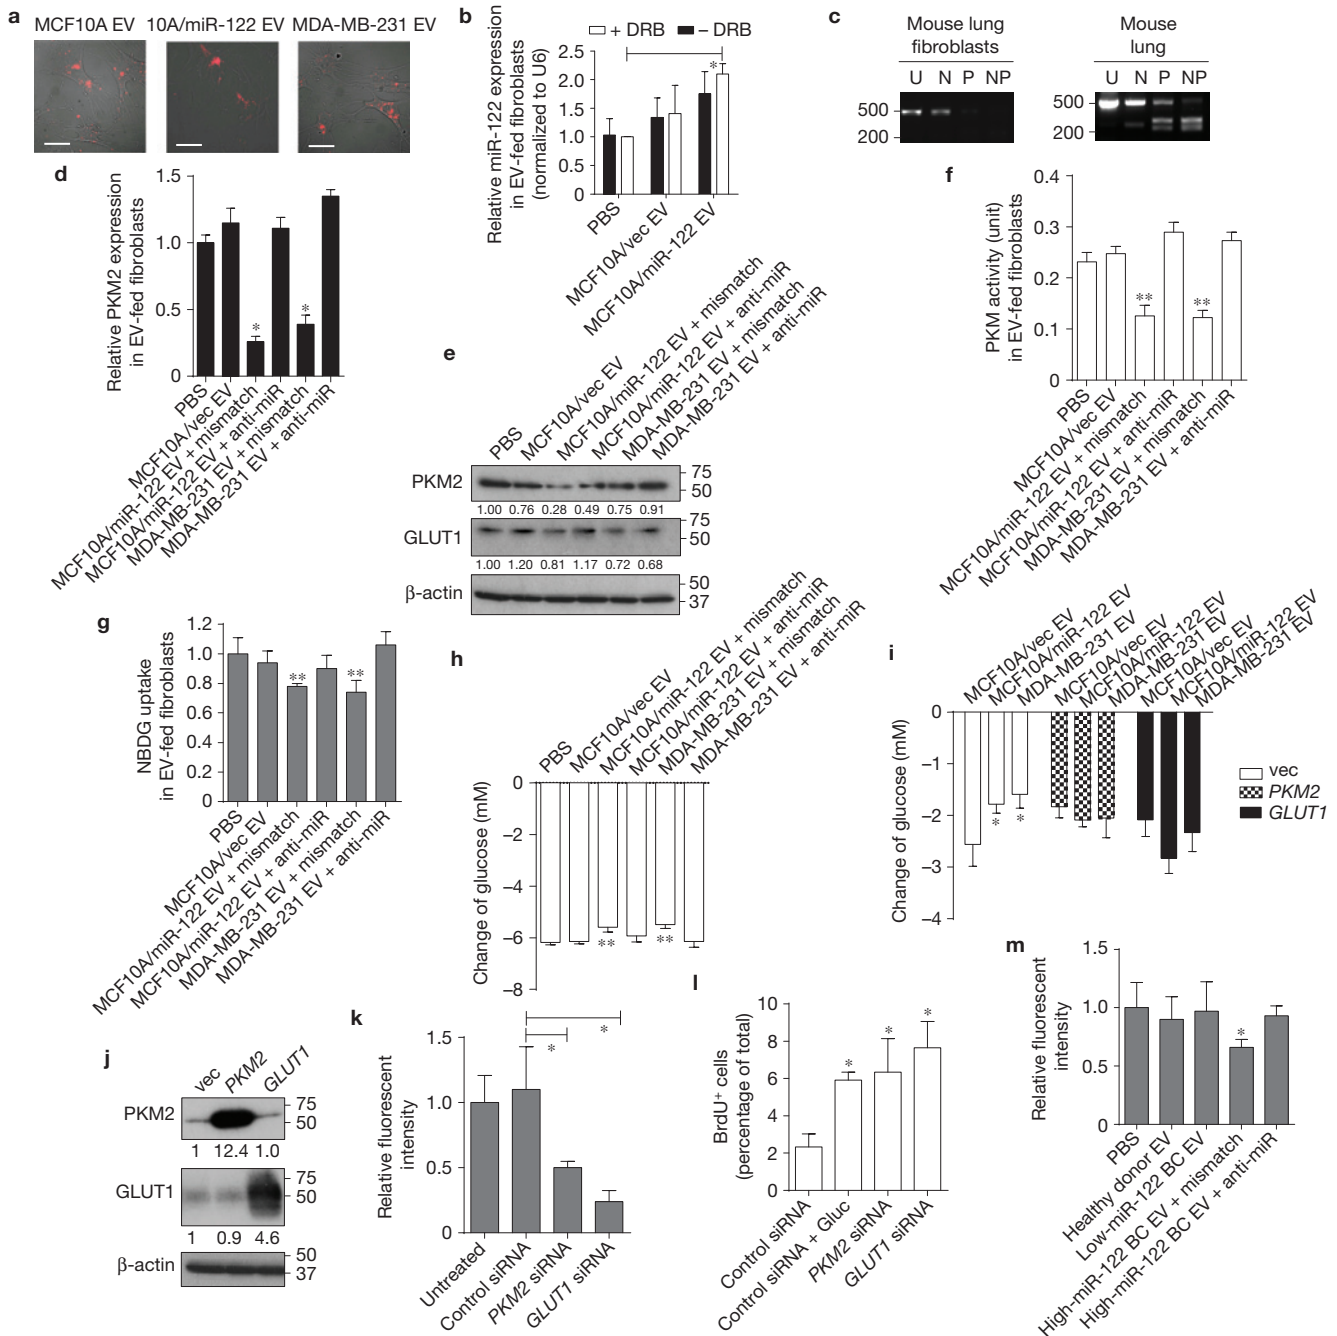 a
MCF10A EV
10A/miR-122 EV
MDA-MB-231 EV
b
+ DRB
− DRB
Relative miR-122 expression
in EV-fed fibroblasts
(normalized to U6)
2.5
2.0
1.5
1.0
0.5
0
*
PBS
MCF10A/vec EV
MCF10A/miR-122 EV
c
Mouse lung
fibroblasts
U N P NP
500
200
Mouse
lung
U N P NP
500
200
d
Relative PKM2 expression
in EV-fed fibroblasts
1.5
1.0
0.5
0
*
*
PBS
MCF10A/vec EV
MCF10A/miR-122 EV + mismatch
MCF10A/miR-122 EV + anti-miR
MDA-MB-231 EV + mismatch
MDA-MB-231 EV + anti-miR
e
PBS
MCF10A/vec EV
MCF10A/miR-122 EV + mismatch
MCF10A/miR-122 EV + anti-miR
MDA-MB-231 EV + mismatch
MDA-MB-231 EV + anti-miR
PKM2
75
50
1.00 0.76 0.28 0.49 0.75 0.91
GLUT1
75
50
1.00 1.20 0.81 1.17 0.72 0.68
β-actin
50
37
f
PKM activity (unit)
in EV-fed fibroblasts
0.4
0.3
0.2
0.1
0
**
**
PBS
MCF10A/vec EV
MCF10A/miR-122 EV + mismatch
MCF10A/miR-122 EV + anti-miR
MDA-MB-231 EV + mismatch
MDA-MB-231 EV + anti-miR
g
NBDG uptake
in EV-fed fibroblasts
1.2
1.0
0.8
0.6
0.4
0.2
0
**
**
PBS
MCF10A/vec EV
MCF10A/miR-122 EV + mismatch
MCF10A/miR-122 EV + anti-miR
MDA-MB-231 EV + mismatch
MDA-MB-231 EV + anti-miR
h
PBS
MCF10A/vec EV
MCF10A/miR-122 EV + mismatch
MCF10A/miR-122 EV + anti-miR
MDA-MB-231 EV + mismatch
MDA-MB-231 EV + anti-miR
Change of glucose (mM)
0
−2
−4
−6
−8
**
**
i
MCF10A/vec EV
MCF10A/miR-122 EV
MDA-MB-231 EV
MCF10A/vec EV
MCF10A/miR-122 EV
MDA-MB-231 EV
MCF10A/vec EV
MCF10A/miR-122 EV
MDA-MB-231 EV
Change of glucose (mM)
0
−1
−2
−3
−4
*
*
vec
PKM2
GLUT1
j
vec
PKM2
GLUT1
PKM2
75
50
1 12.4 1.0
GLUT1
75
50
1 0.9 4.6
β-actin
50
37
k
Relative fluorescent
intensity
1.5
1.0
0.5
0
*
*
Untreated
Control siRNA
PKM2 siRNA
GLUT1 siRNA
l
BrdU+ cells
(percentage of total)
10
8
6
4
2
0
*
*
*
Control siRNA
Control siRNA + Gluc
PKM2 siRNA
GLUT1 siRNA
m
Relative fluorescent
intensity
1.5
1.0
0.5
0
*
PBS
Healthy donor EV
Low-miR-122 BC EV
High-miR-122 BC EV + mismatch
High-miR-122 BC EV + anti-miR